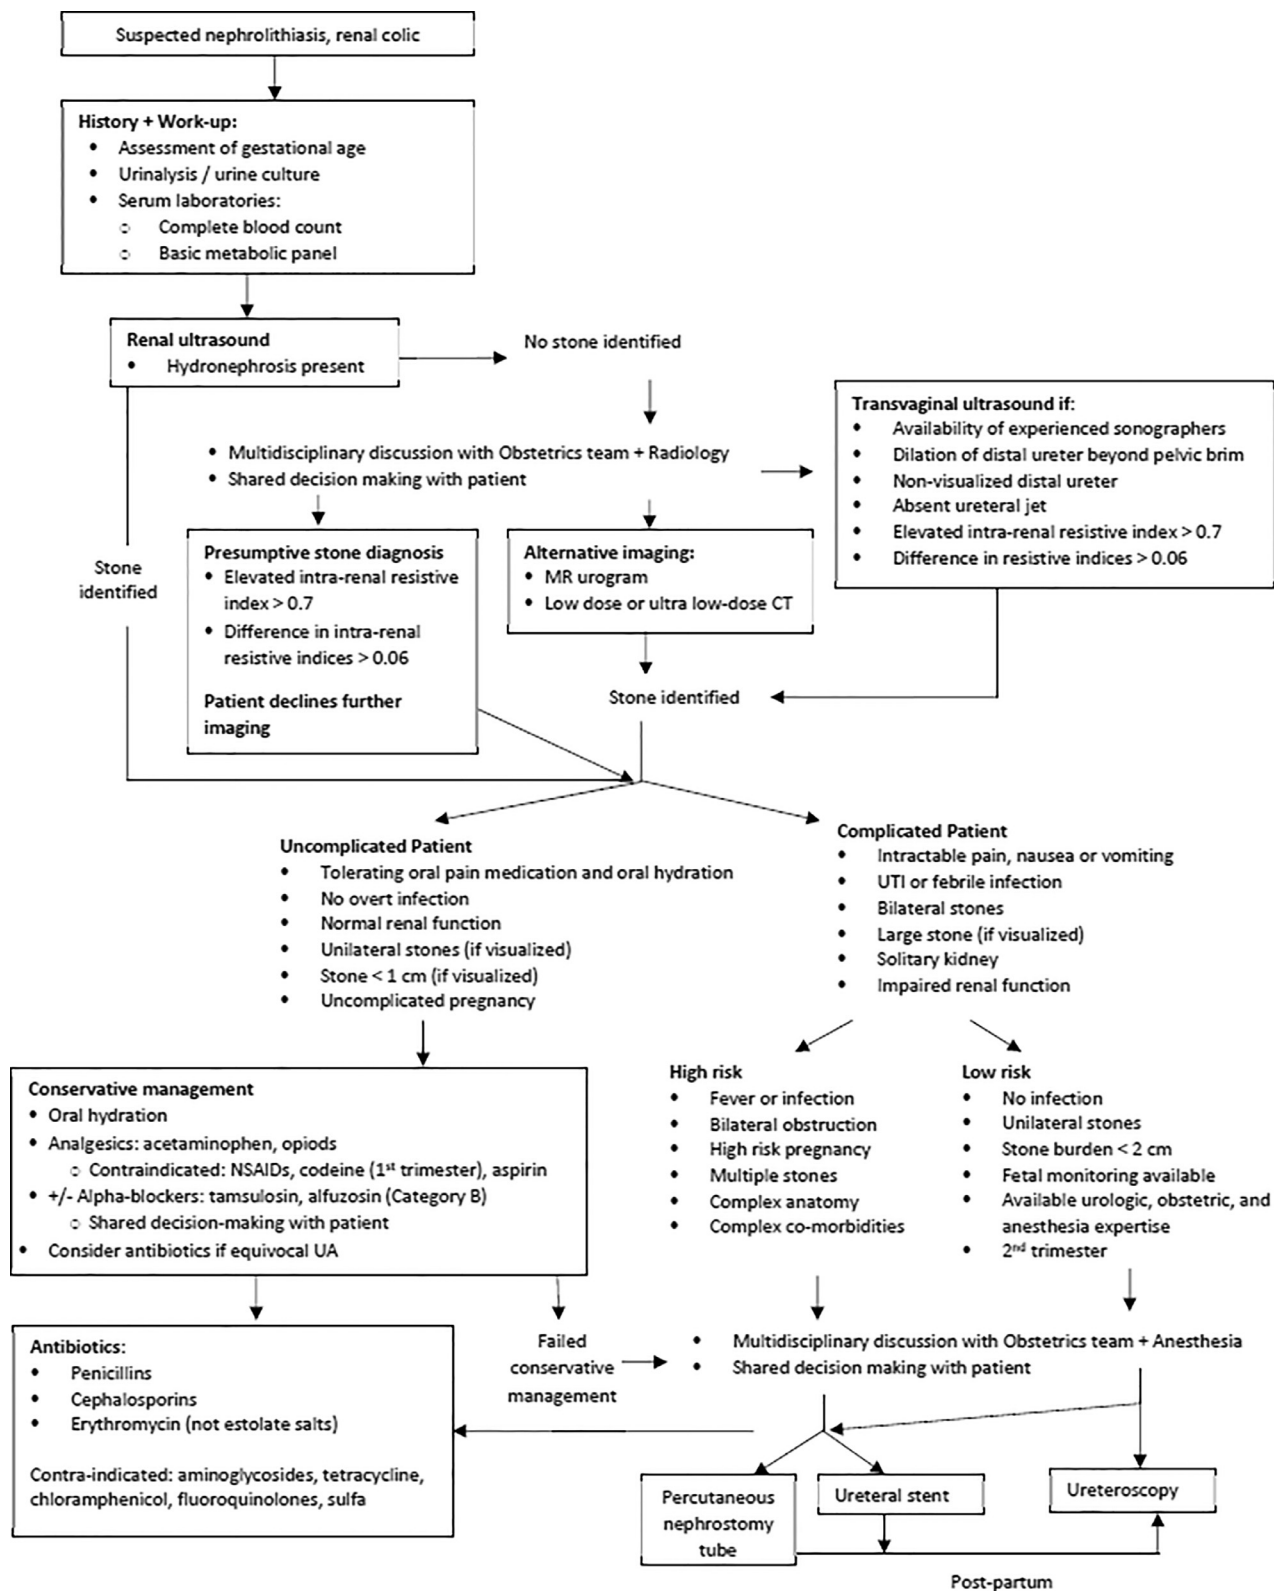 Suspected nephrolithiasis, renal colic
History + Work-up:
• Assessment of gestational age
• Urinalysis / urine culture
• Serum laboratories:
o Complete blood count
o Basic metabolic panel
Renal ultrasound
• Hydronephrosis present
No stone identified
Transvaginal ultrasound if:
• Availability of experienced sonographers
• Dilation of distal ureter beyond pelvic brim
• Non-visualized distal ureter
• Absent ureteral jet
• Elevated intra-renal resistive index > 0.7
• Difference in resistive indices > 0.06
• Multidisciplinary discussion with Obstetrics team + Radiology
• Shared decision making with patient
Stone
identified
Presumptive stone diagnosis
• Elevated intra-renal resistive
index > 0.7
• Difference in intra-renal
resistive indices > 0.06
Patient declines further
imaging
Alternative imaging:
• MR urogram
• Low dose or ultra low-dose CT
Stone identified
Uncomplicated Patient
• Tolerating oral pain medication and oral hydration
• No overt infection
• Normal renal function
• Unilateral stones (if visualized)
• Stone < 1 cm (if visualized)
• Uncomplicated pregnancy
Complicated Patient
• Intractable pain, nausea or vomiting
• UTI or febrile infection
• Bilateral stones
• Large stone (if visualized)
• Solitary kidney
• Impaired renal function
Conservative management
• Oral hydration
• Analgesics: acetaminophen, opiods
o Contraindicated: NSAIDs, codeine (1st trimester), aspirin
• +/- Alpha-blockers: tamsulosin, alfuzosin (Category B)
o Shared decision-making with patient
• Consider antibiotics if equivocal UA
High risk
• Fever or infection
• Bilateral obstruction
• High risk pregnancy
• Multiple stones
• Complex anatomy
• Complex co-morbidities
Low risk
• No infection
• Unilateral stones
• Stone burden < 2 cm
• Fetal monitoring available
• Available urologic, obstetric, and
anesthesia expertise
• 2nd trimester
Antibiotics:
• Penicillins
• Cephalosporins
• Erythromycin (not estolate salts)
Contra-indicated: aminoglycosides, tetracycline,
chloramphenicol, fluoroquinolones, sulfa
Failed
conservative
management
• Multidisciplinary discussion with Obstetrics team + Anesthesia
• Shared decision making with patient
Percutaneous
nephrostomy
tube
Ureteral stent
Ureteroscopy
Post-partum